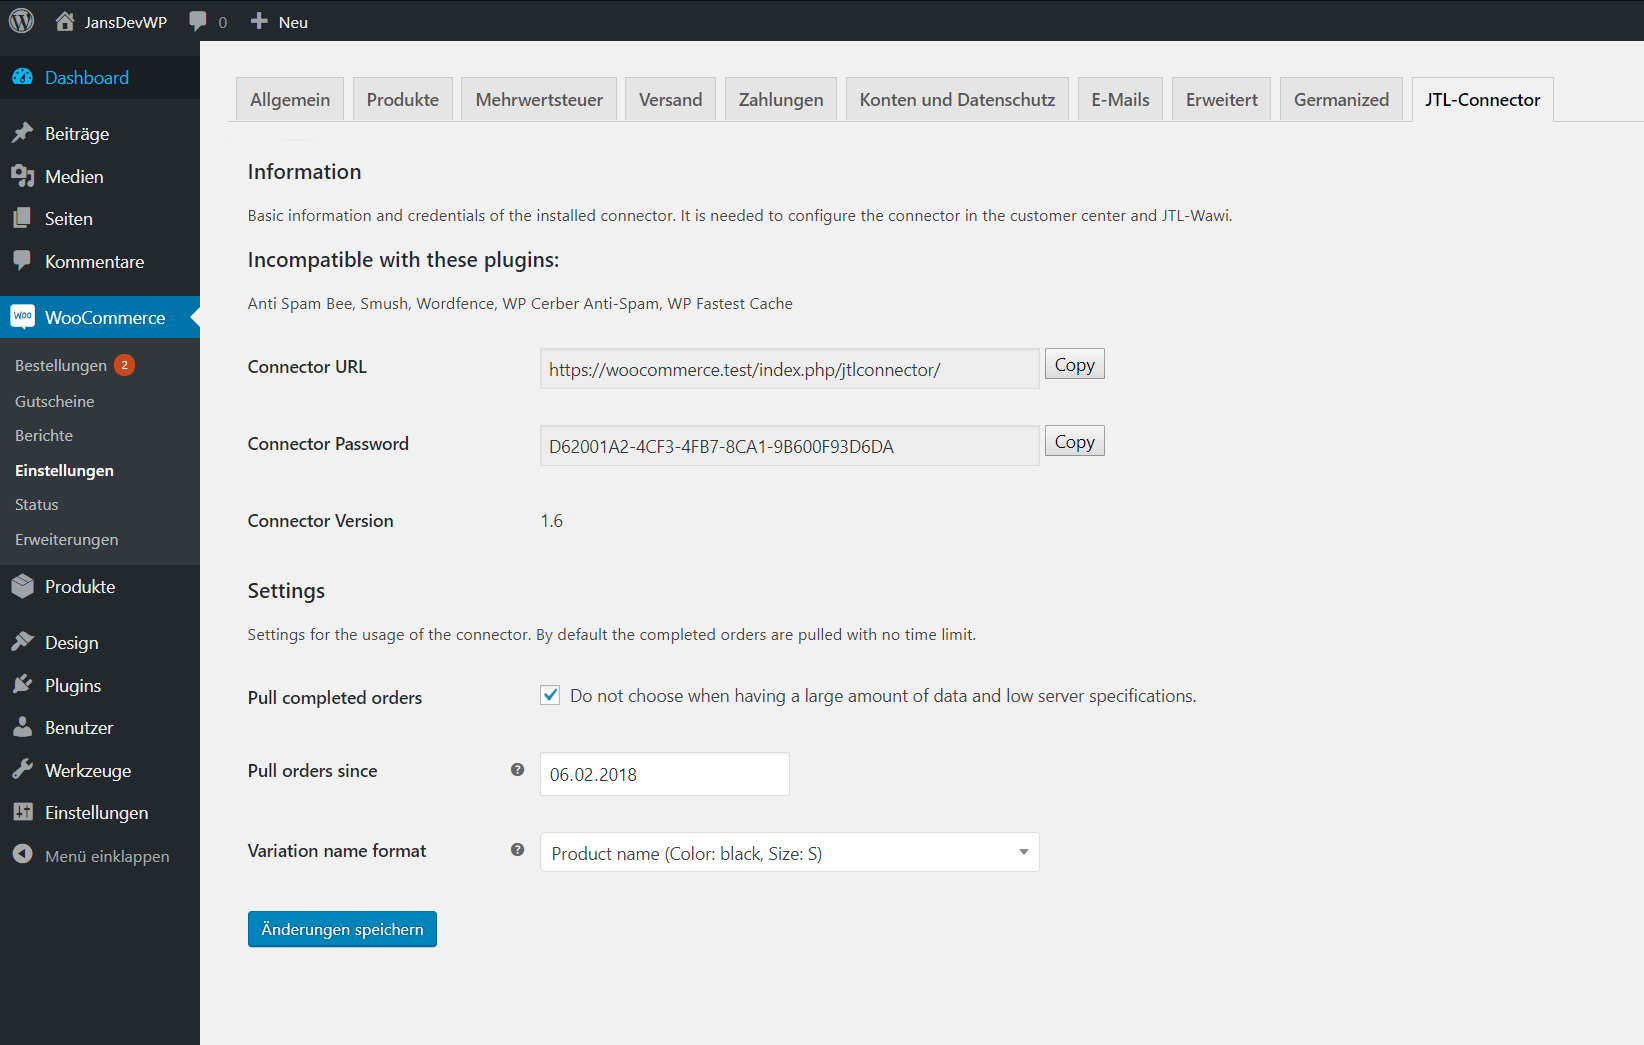 JansDevWP 0 Neu
Dashboard
Beiträge
Medien
Seiten
Kommentare
WOO WooCommerce
Bestellungen 2
Gutscheine
Berichte
Einstellungen
Status
Erweiterungen
Produkte
Design
Plugins
Benutzer
Werkzeuge
Einstellungen
Menü einklappen
Allgemein Produkte Mehrwertsteuer Versand Zahlungen Konten und Datenschutz E-Mails Erweitert Germanized JTL-Connector
Information
Basic information and credentials of the installed connector. It is needed to configure the connector in the customer center and JTL-Wawi.
Incompatible with these plugins:
Anti Spam Bee, Smush, Wordfence, WP Cerber Anti-Spam, WP Fastest Cache
Connector URL https://woocommerce.test/index.php/jtlconnector/ Copy
Connector Password D62001A2-4CF3-4FB7-8CA1-9B600F93D6DA Copy
Connector Version 1.6
Settings
Settings for the usage of the connector. By default the completed orders are pulled with no time limit.
Pull completed orders Do not choose when having a large amount of data and low server specifications.
Pull orders since ? 06.02.2018
Variation name format ? Product name (Color: black, Size: S)
Änderungen speichern